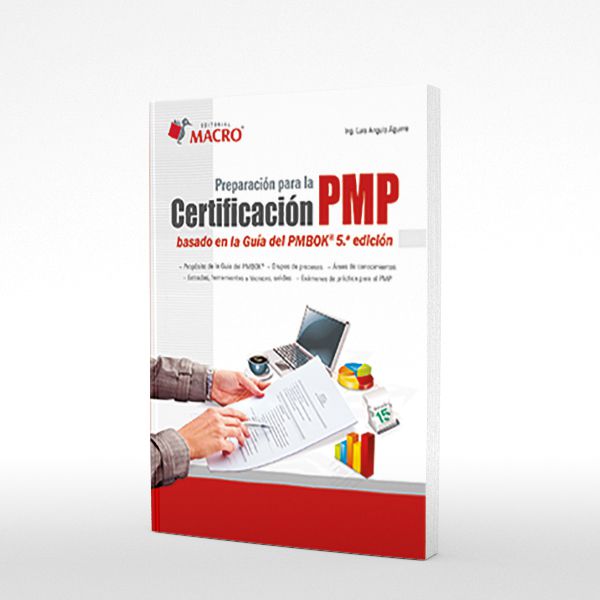 EDITORIAL
MACRO®
Ing. Luis Angulo Aguirre
Preparación para la
Certificación PMP
basado en la Guía del PMBOK® 5.ª edición
- Propósito de la Guía del PMBOK® - Grupos de procesos - Áreas de conocimientos
- Entradas, herramientas y técnicas, salidas - Exámenes de práctica para el PMP
15